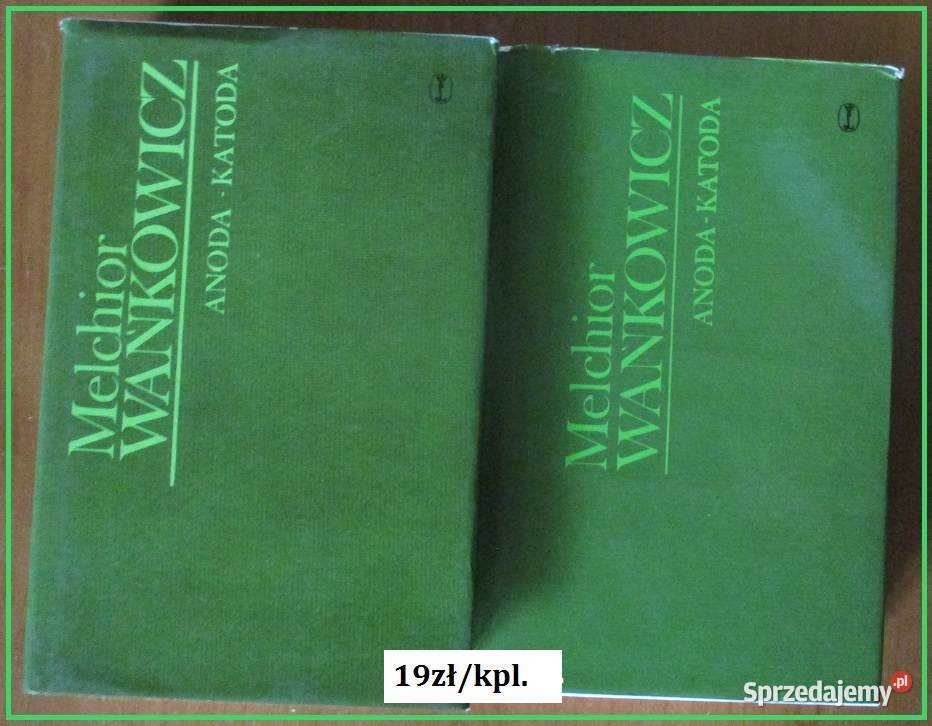 Melchior
WAŃKOWICZ
ANODA - KATODA
Melchior
WAŃKOWICZ
ANODA - KATODA
19zł/kpl.
Sprzedajemy.pl